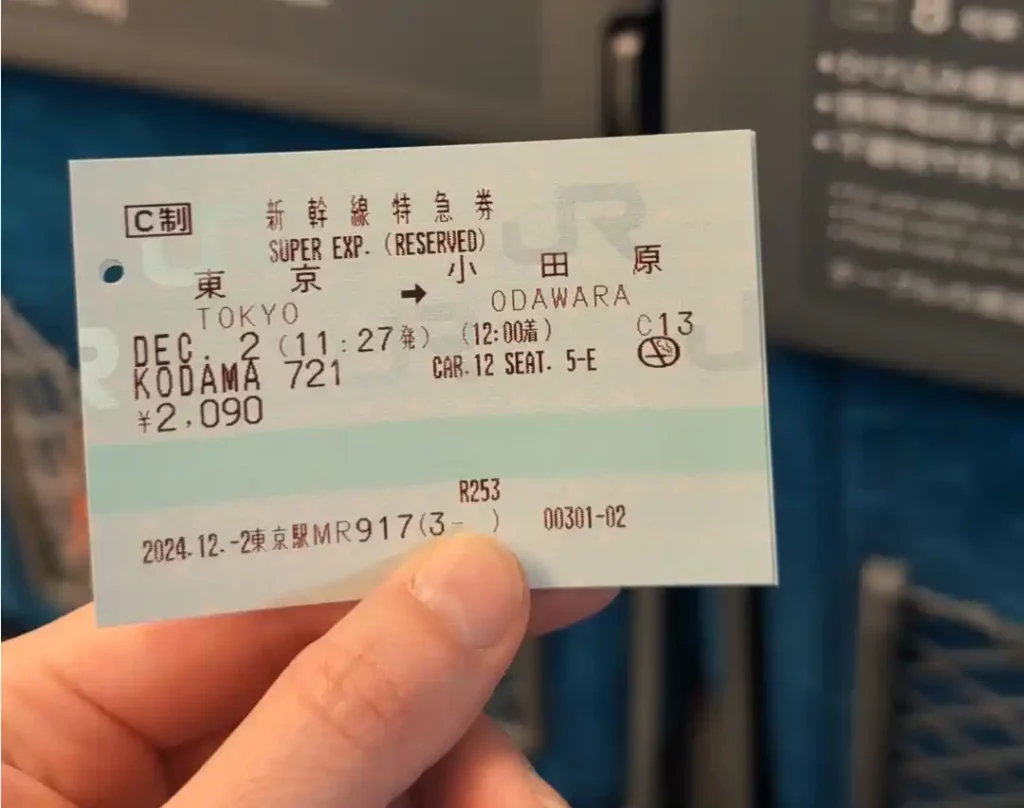 8
C制 新幹線特急券
SUPER EXP. (RESERVED)
東京 ➡ 小田原
TOKYO ODAWARA
DEC. 2 (11:27発) (12:00着) C13
KODAMA 721 CAR.12 SEAT. 5-E
¥2,090
R253
2024.12.-2東京駅MR917(3- ) 00301-02
JR